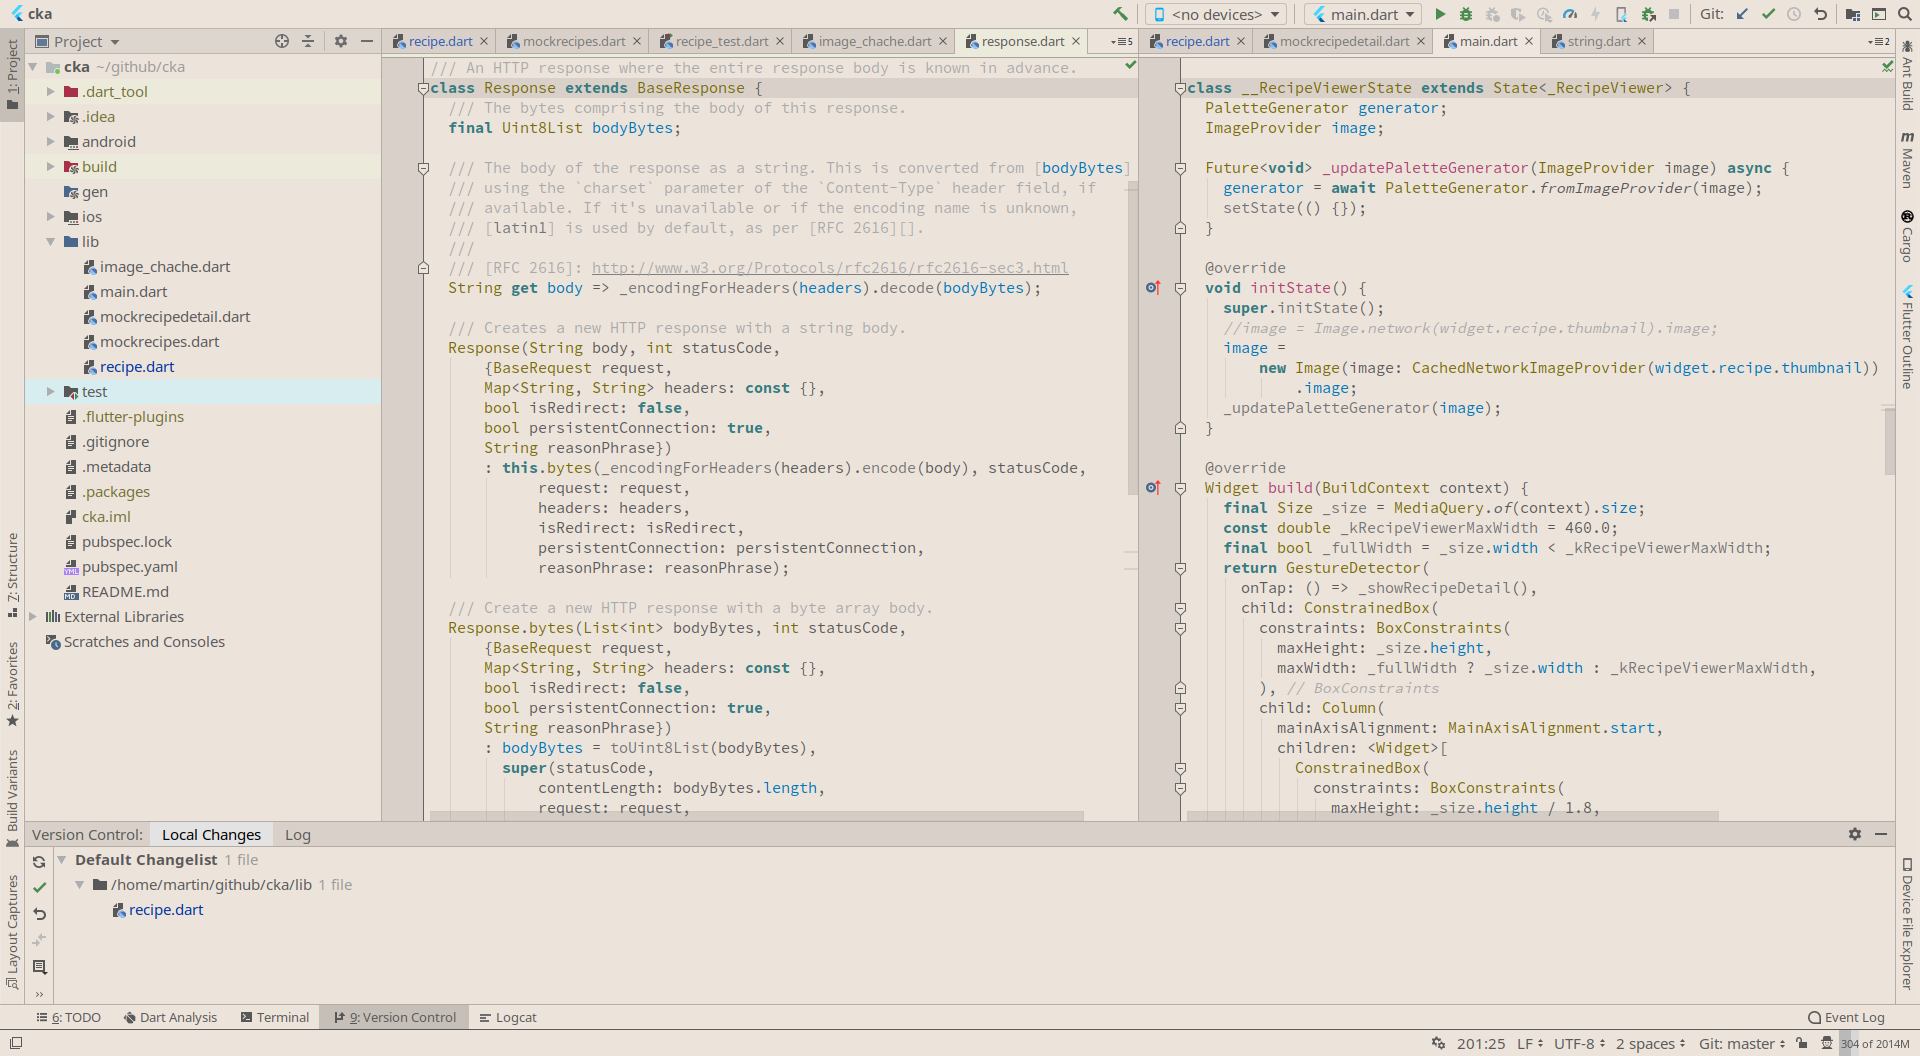 cka
<no devices>
main.dart
Git:
1: Project
7: Structure
2: Favorites
Build Variants
Layout Captures
Project
cka ~/github/cka
.dart_tool
.idea
android
build
gen
ios
lib
image_chache.dart
main.dart
mockrecipedetail.dart
mockrecipes.dart
recipe.dart
test
.flutter-plugins
.gitignore
.metadata
.packages
cka.iml
pubspec.lock
pubspec.yaml
README.md
External Libraries
Scratches and Consoles
recipe.dart mockrecipes.dart recipe_test.dart image_chache.dart response.dart 5
/// An HTTP response where the entire response body is known in advance.
class Response extends BaseResponse {
/// The bytes comprising the body of this response.
final Uint8List bodyBytes;
/// The body of the response as a string. This is converted from [bodyBytes]
/// using the `charset` parameter of the `Content-Type` header field, if
/// available. If it's unavailable or if the encoding name is unknown,
/// [latin1] is used by default, as per [RFC 2616][].
///
/// [RFC 2616]: http://www.w3.org/Protocols/rfc2616/rfc2616-sec3.html
String get body => _encodingForHeaders(headers).decode(bodyBytes);
/// Creates a new HTTP response with a string body.
Response(String body, int statusCode,
{BaseRequest request,
Map<String, String> headers: const {},
bool isRedirect: false,
bool persistentConnection: true,
String reasonPhrase})
: this.bytes(_encodingForHeaders(headers).encode(body), statusCode,
request: request,
headers: headers,
isRedirect: isRedirect,
persistentConnection: persistentConnection,
reasonPhrase: reasonPhrase);
/// Create a new HTTP response with a byte array body.
Response.bytes(List<int> bodyBytes, int statusCode,
{BaseRequest request,
Map<String, String> headers: const {},
bool isRedirect: false,
bool persistentConnection: true,
String reasonPhrase})
: bodyBytes = toUint8List(bodyBytes),
super(statusCode,
contentLength: bodyBytes.length,
request: request,
recipe.dart mockrecipedetail.dart main.dart string.dart 2
class __RecipeViewerState extends State<_RecipeViewer> {
PaletteGenerator generator;
ImageProvider image;
Future<void> _updatePaletteGenerator(ImageProvider image) async {
generator = await PaletteGenerator.fromImageProvider(image);
setState(() {});
}
@override
void initState() {
super.initState();
//image = Image.network(widget.recipe.thumbnail).image;
image =
new Image(image: CachedNetworkImageProvider(widget.recipe.thumbnail))
.image;
_updatePaletteGenerator(image);
}
@override
Widget build(BuildContext context) {
final Size _size = MediaQuery.of(context).size;
const double _kRecipeViewerMaxWidth = 460.0;
final bool _fullWidth = _size.width < _kRecipeViewerMaxWidth;
return GestureDetector(
onTap: () => _showRecipeDetail(),
child: ConstrainedBox(
constraints: BoxConstraints(
maxHeight: _size.height,
maxWidth: _fullWidth ? _size.width : _kRecipeViewerMaxWidth,
), // BoxConstraints
child: Column(
mainAxisAlignment: MainAxisAlignment.start,
children: <Widget>[
ConstrainedBox(
constraints: BoxConstraints(
maxHeight: _size.height / 1.8,
Ant Build
m Maven
Cargo
Flutter Outline
Device File Explorer
Version Control: Local Changes Log
Default Changelist 1 file
/home/martin/github/cka/lib 1 file
recipe.dart
6: TODO Dart Analysis Terminal 9: Version Control Logcat Event Log
201:25 LF UTF-8 2 spaces Git: master 304 of 2014M